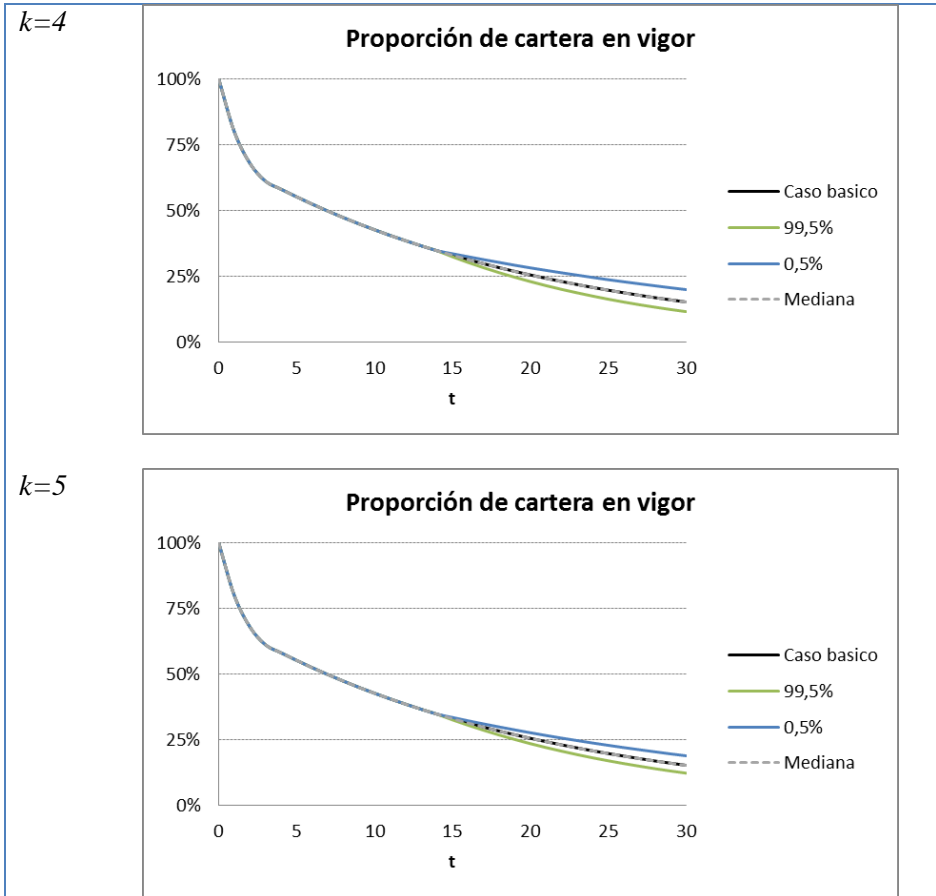 k=4
Proporción de cartera en vigor
100%
75%
50%
25%
0%
0 5 10 15 20 25 30
t
Caso basico
99,5%
0,5%
Mediana
k=5
Proporción de cartera en vigor
100%
75%
50%
25%
0%
0 5 10 15 20 25 30
t
Caso basico
99,5%
0,5%
Mediana